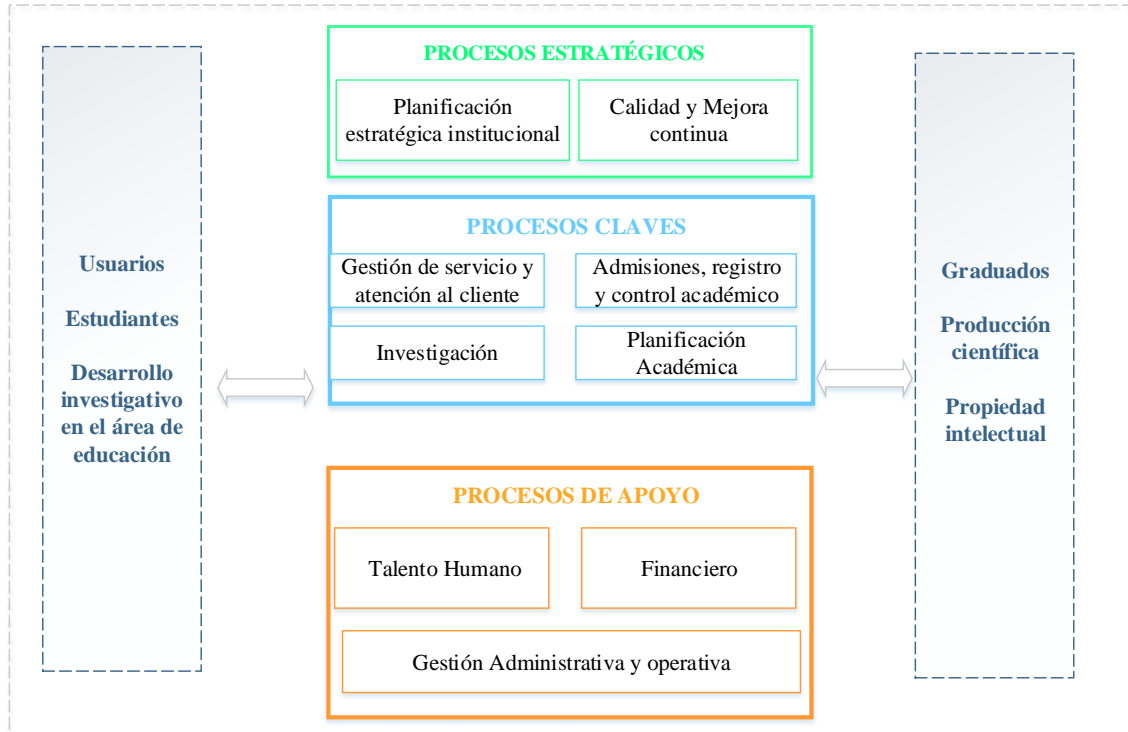 PROCESOS ESTRATÉGICOS
Planificación
estratégica institucional
Calidad y Mejora
continua
PROCESOS CLAVES
Gestión de servicio y
atención al cliente
Admisiones, registro
y control académico
Investigación
Planificación
Académica
PROCESOS DE APOYO
Talento Humano
Financiero
Gestión Administrativa y operativa
Usuarios
Estudiantes
Desarrollo
investigativo
en el área de
educación
Graduados
Producción
científica
Propiedad
intelectual